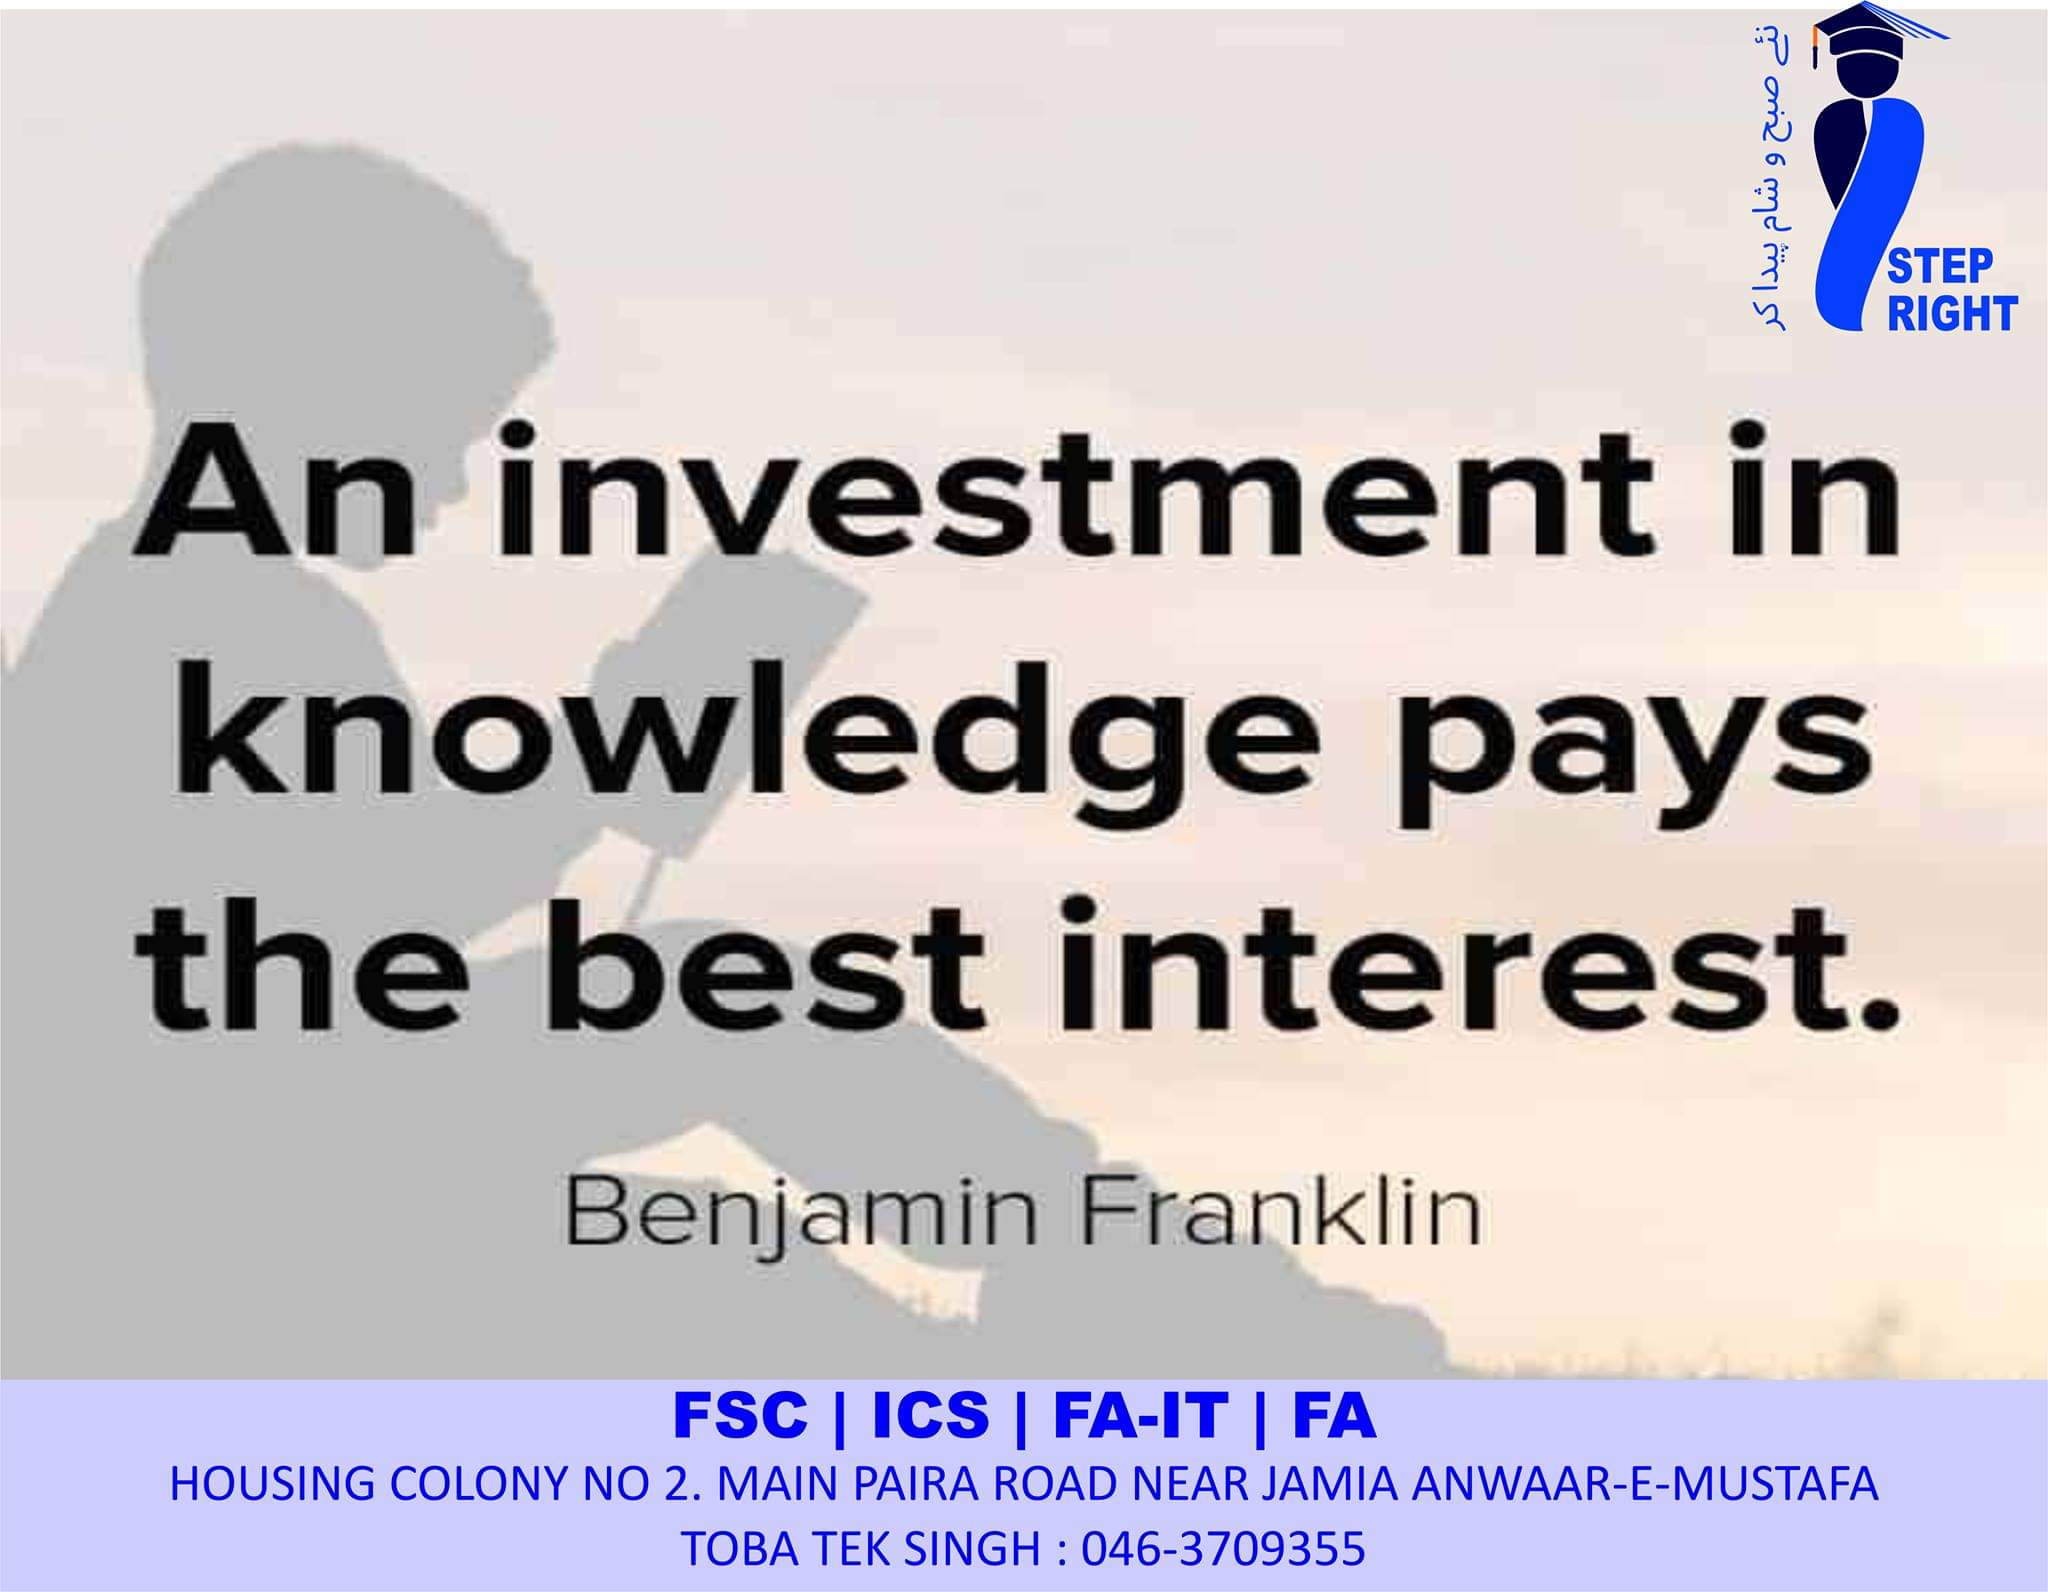 نئے صبح و شام پیدا کر
STEP
RIGHT
An investment in
knowledge pays
the best interest.
Benjamin Franklin
FSC | ICS | FA-IT | FA
HOUSING COLONY NO 2. MAIN PAIRA ROAD NEAR JAMIA ANWAAR-E-MUSTAFA
TOBA TEK SINGH : 046-3709355